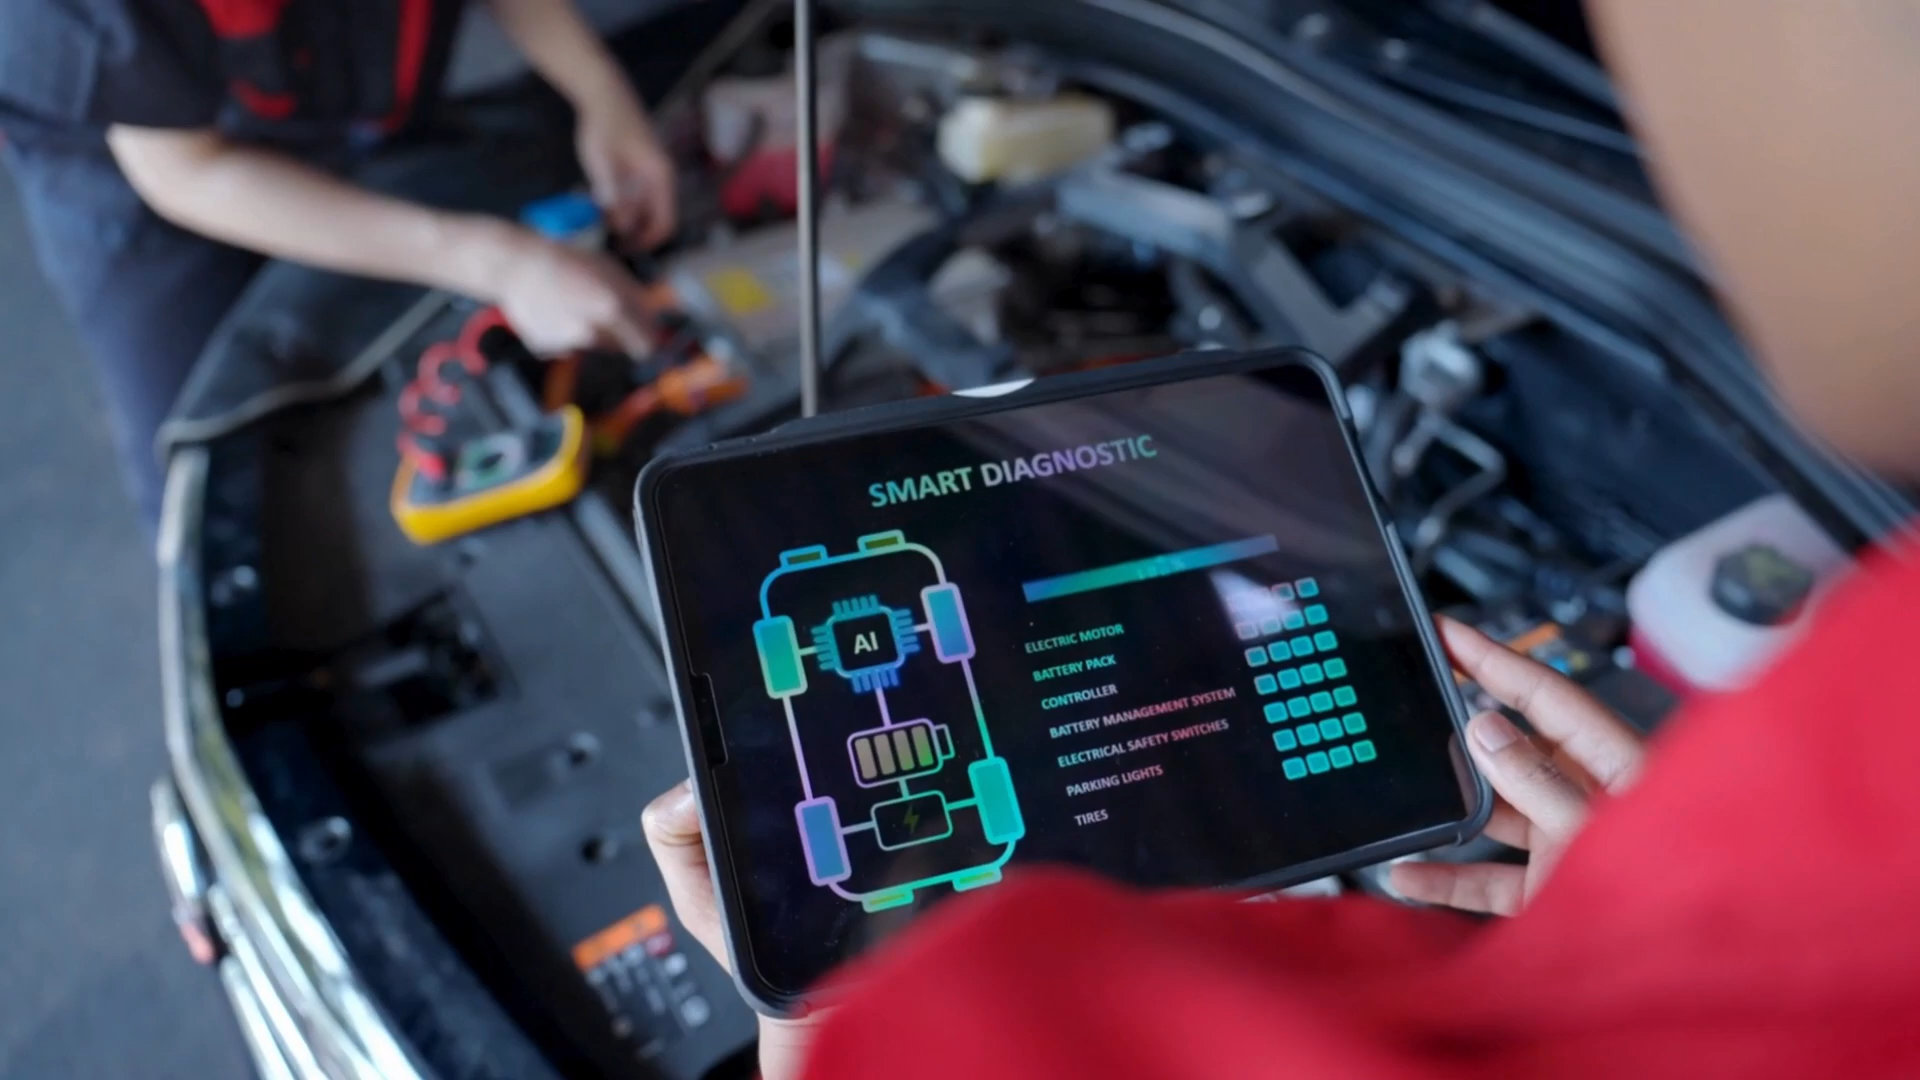 SMART DIAGNOSTIC
AI
ELECTRIC MOTOR
BATTERY PACK
CONTROLLER
BATTERY MANAGEMENT SYSTEM
ELECTRICAL SAFETY SWITCHES
PARKING LIGHTS
TIRES